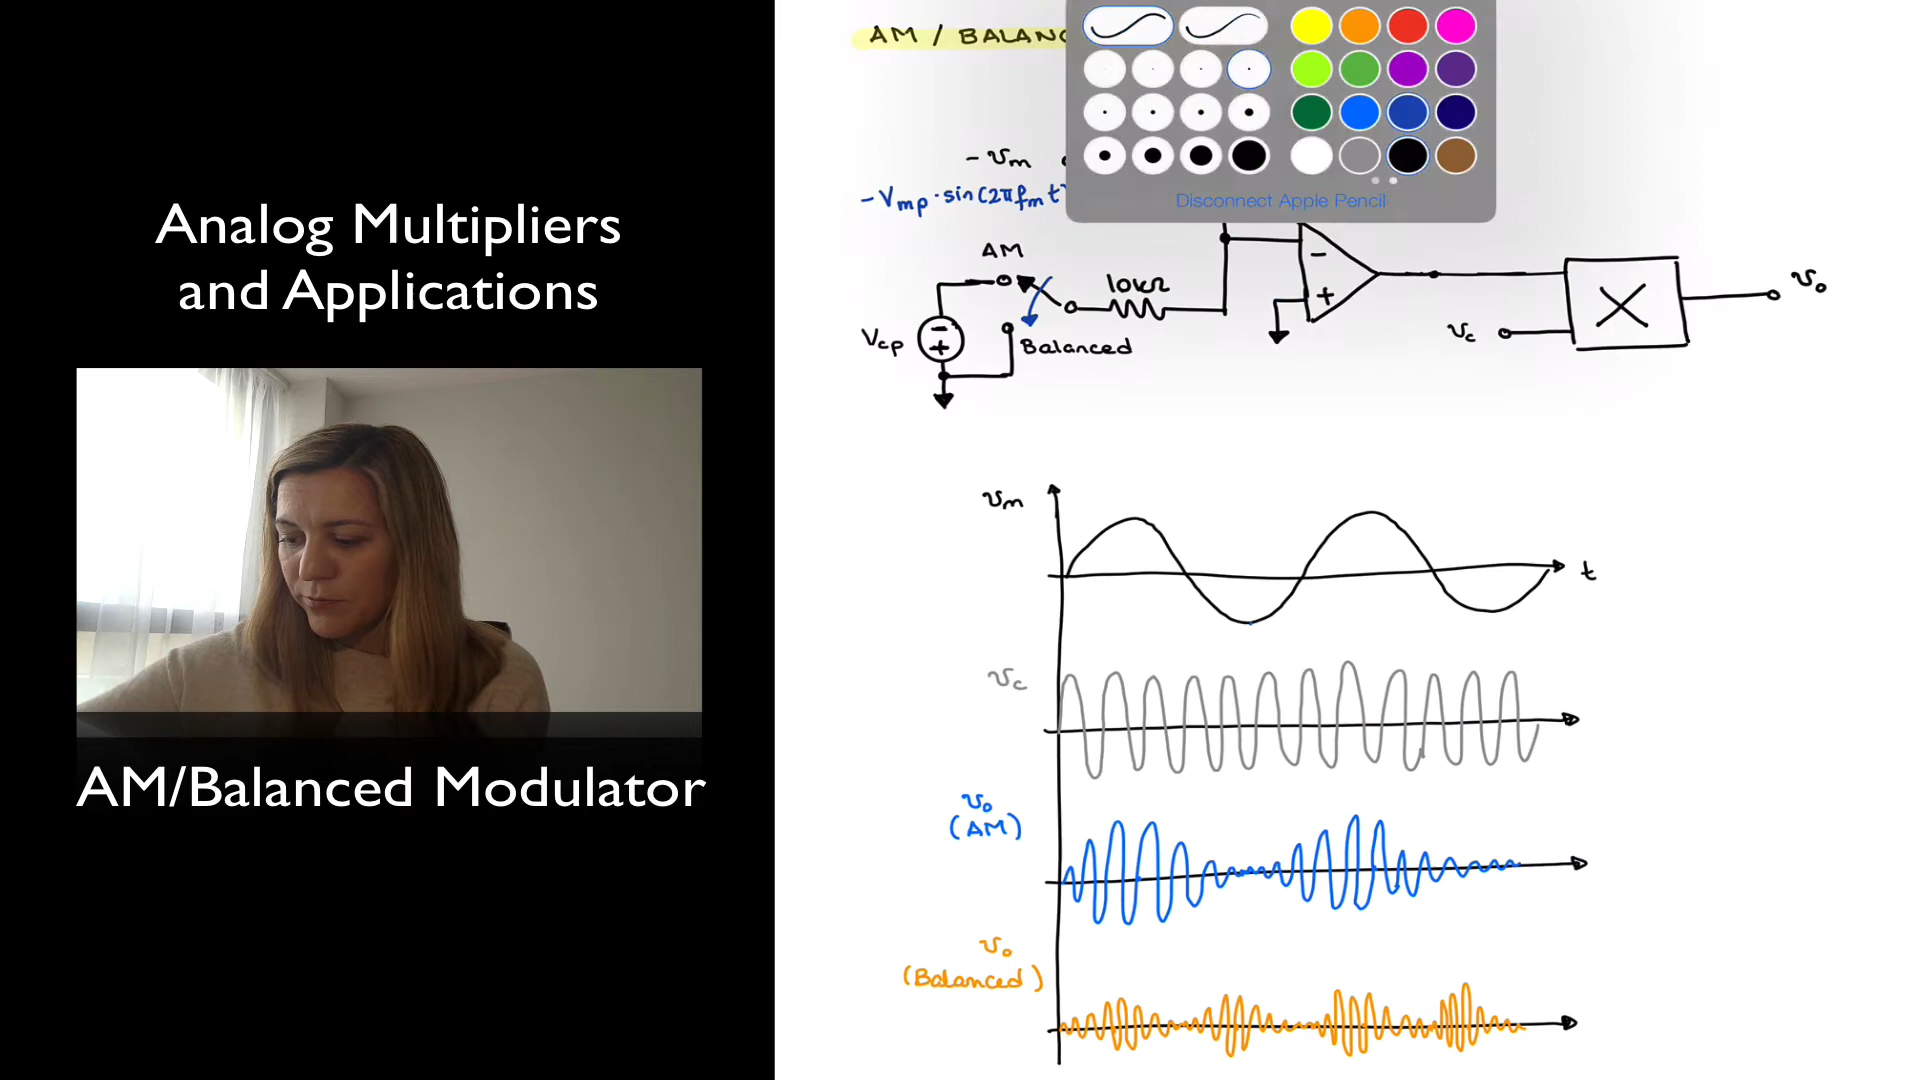 Analog Multipliers
and Applications
AM/Balanced Modulator
AM / BALANC
Disconnect Apple Pencil
- vm
- Vmp · sin(2πfmt)
AM
10kΩ
Vcp
Balanced
-
+
-
+
vc
vo
vm
t
vc
vo
(AM)
vo
(Balanced)